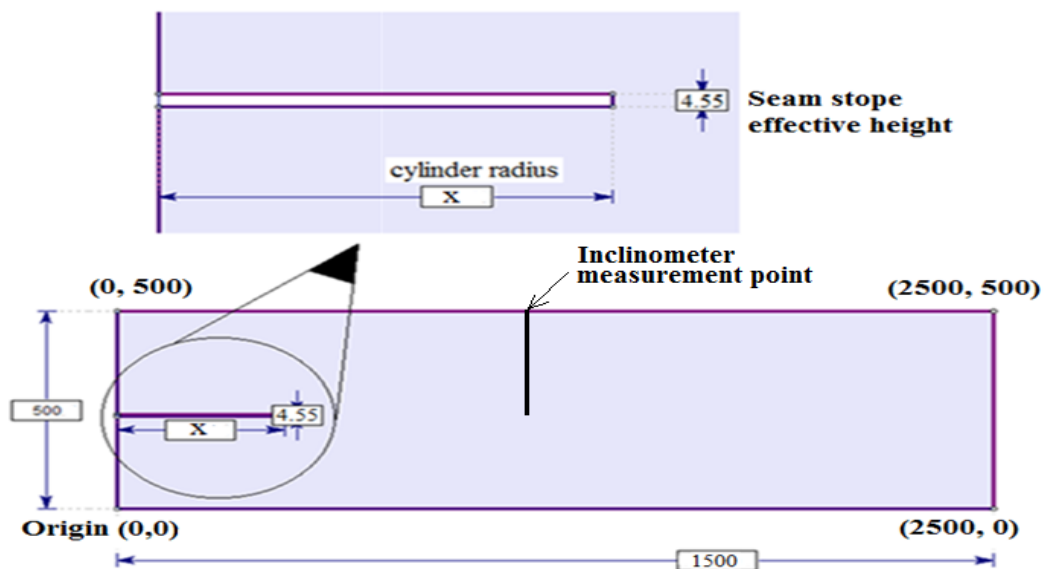 4.55
Seam stope
effective height
cylinder radius
X
Inclinometer
measurement point
(0, 500)
(2500, 500)
500
4.55
X
Origin (0,0)
(2500, 0)
1500